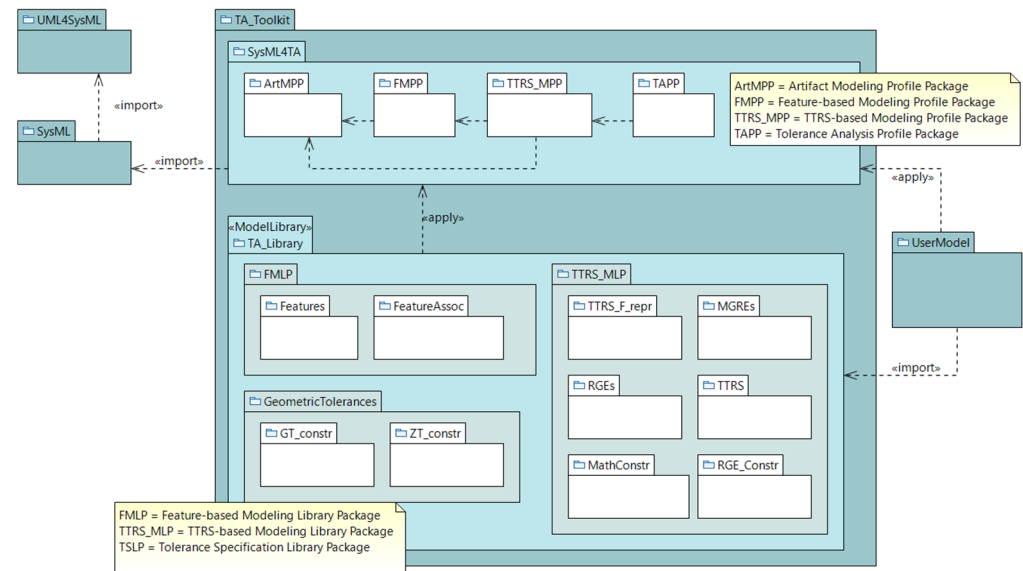 UML4SysML
TA_Toolkit
SysML4TA
ArtMPP
FMPP
TTRS_MPP
TAPP
ArtMPP = Artifact Modeling Profile Package
FMPP = Feature-based Modeling Profile Package
TTRS_MPP = TTRS-based Modeling Profile Package
TAPP = Tolerance Analysis Profile Package
«import»
SysML
«import»
«apply»
«apply»
«ModelLibrary»
TA_Library
UserModel
FMLP
TTRS_MLP
Features
FeatureAssoc
TTRS_F_repr
MGREs
«import»
RGEs
TTRS
GeometricTolerances
GT_constr
ZT_constr
MathConstr
RGE_Constr
FMLP = Feature-based Modeling Library Package
TTRS_MLP = TTRS-based Modeling Library Package
TSLP = Tolerance Specification Library Package